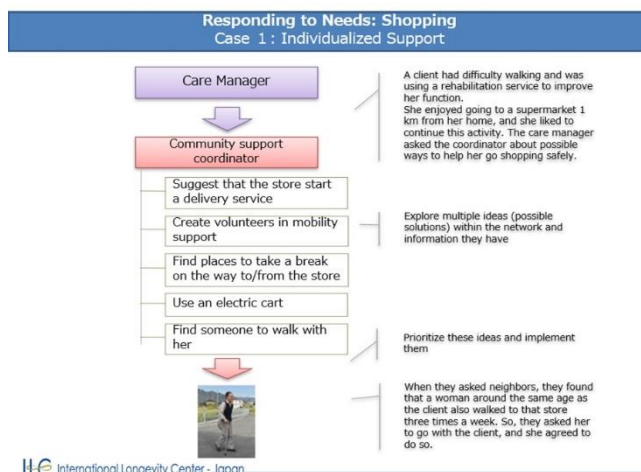 Responding to Needs: Shopping
Case 1: Individualized Support
Care Manager
A client had difficulty walking and was
using a rehabilitation service to improve
her function.
She enjoyed going to a supermarket 1
km from her home, and she liked to
continue this activity. The care manager
asked the coordinator about possible
ways to help her go shopping safely.
Community support
coordinator
Suggest that the store start
a delivery service
Create volunteers in mobility
support
Explore multiple ideas (possible
solutions) within the network and
information they have
Find places to take a break
on the way to/from the store
Use an electric cart
Find someone to walk with
her
Prioritize these ideas and implement
them
When they asked neighbors, they found
that a woman around the same age as
the client also walked to that store
three times a week. So, they asked her
to go with the client, and she agreed to
do so.
International Longevity Center - Japan